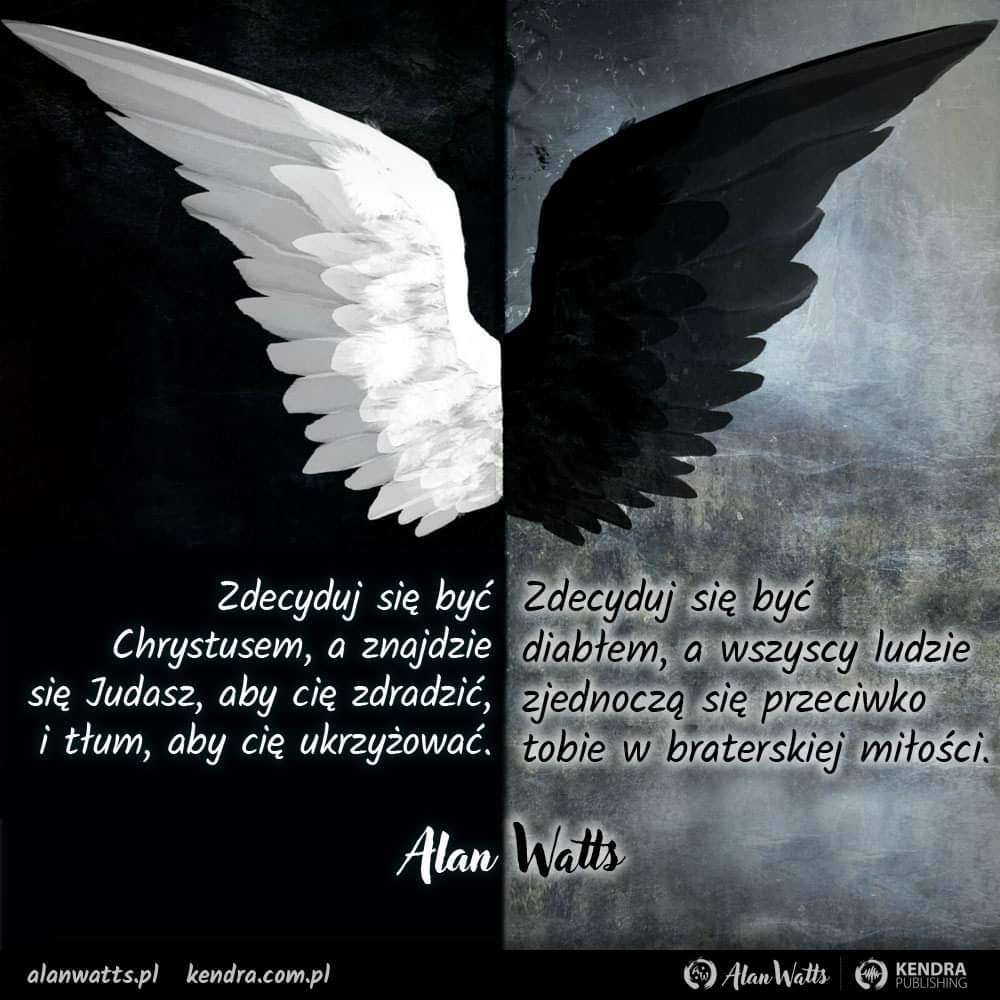 Zdecyduj się być
Chrystusem, a znajdzie
się Judasz, aby cię zdradzić,
i tłum, aby cię ukrzyżować.
Zdecyduj się być
diabłem, a wszyscy ludzie
zjednoczą się przeciwko
tobie w braterskiej miłości.
Alan Watts
alanwatts.pl kendra.com.pl
AW Alan Watts KENDRA
PUBLISHING